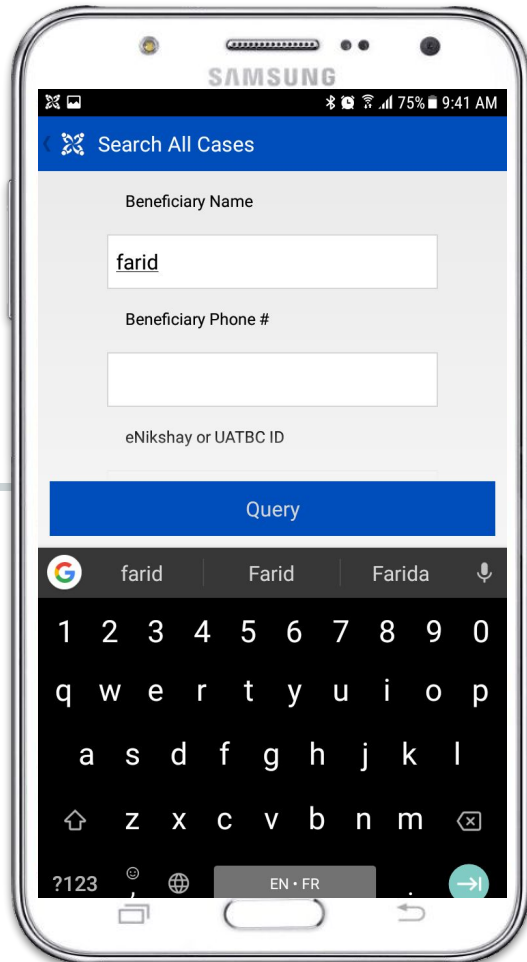 SAMSUNG
75% 9:41 AM
Search All Cases
Beneficiary Name
farid
Beneficiary Phone #
eNikshay or UATBC ID
Query
G farid Farid Farida
1 2 3 4 5 6 7 8 9 0
q w e r t y u i o p
a s d f g h j k l
z x c v b n m
?123 , EN • FR .